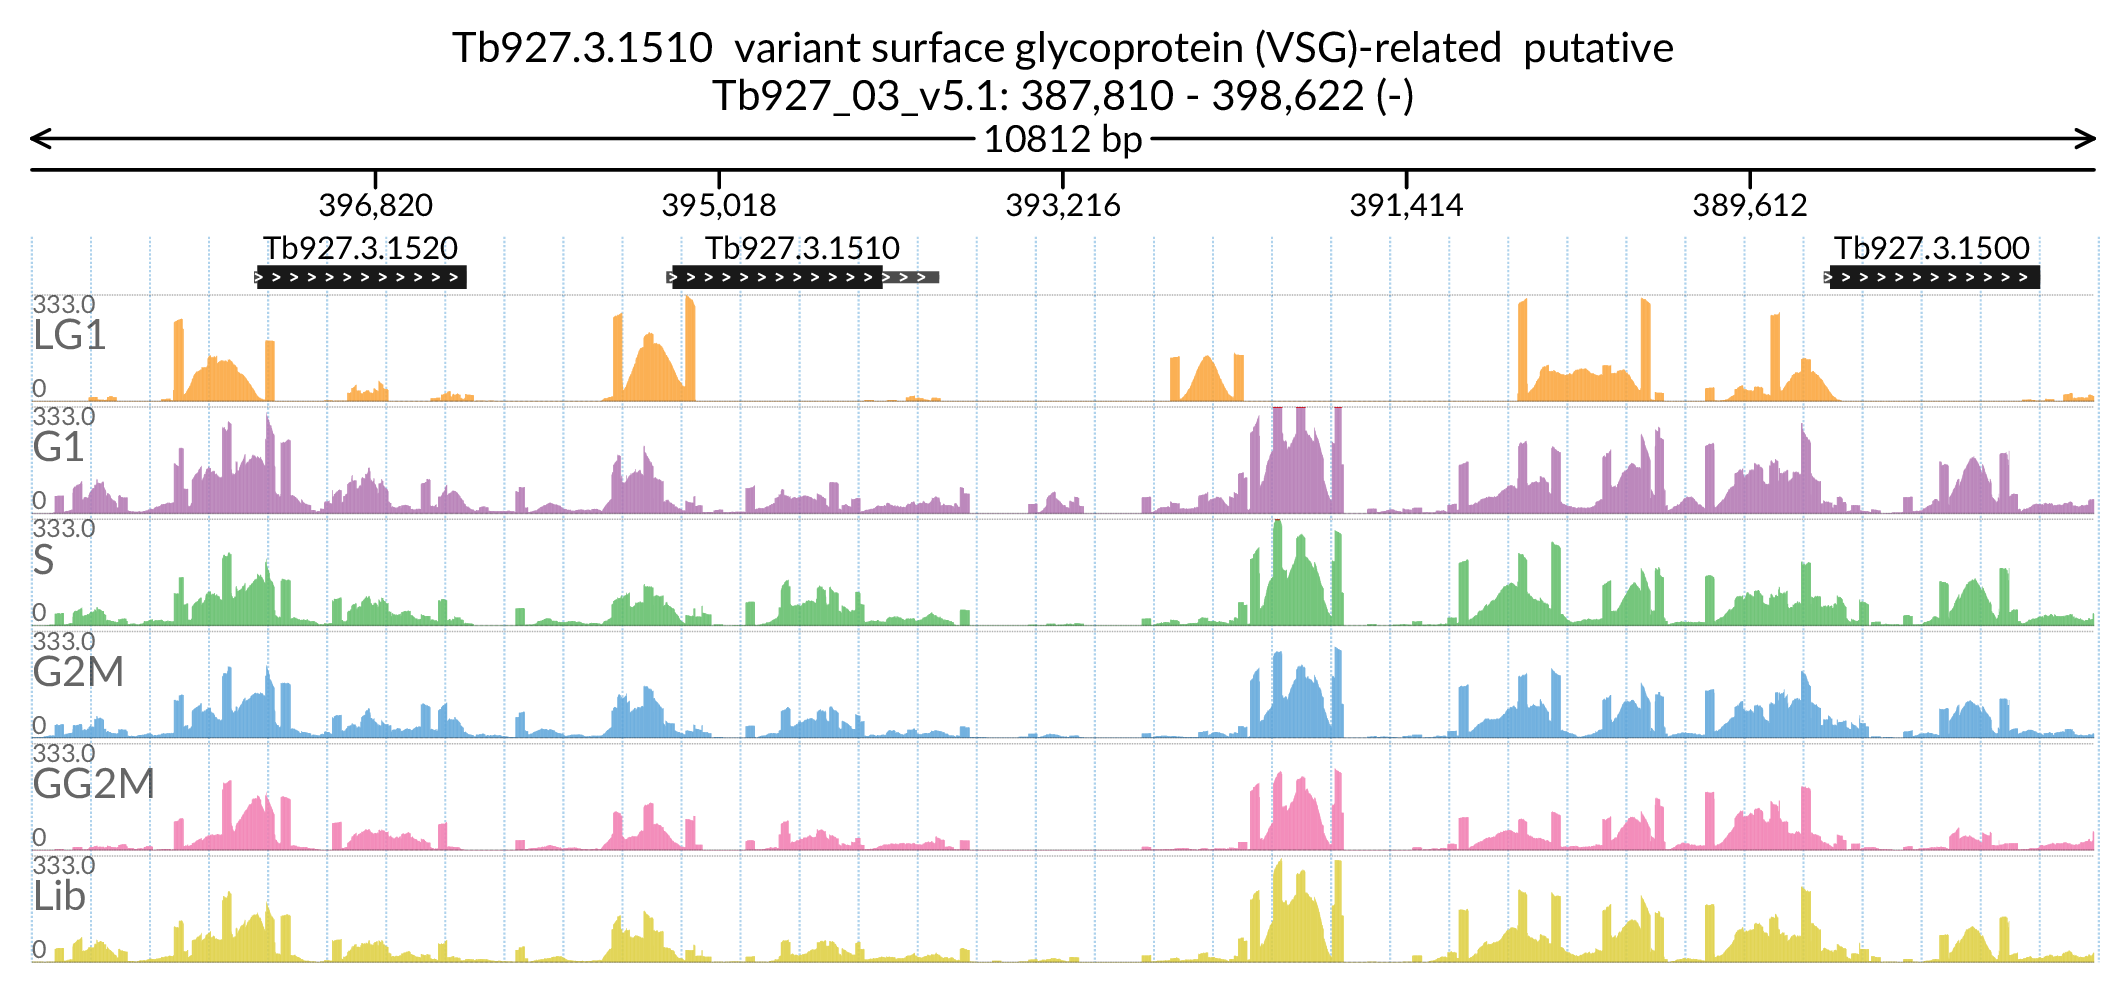 Tb927.3.1510 variant surface glycoprotein (VSG)-related putative
Tb927_03_v5.1: 387,810 - 398,622 (-)
10812 bp
396,820 395,018 393,216 391,414 389,612
Tb927.3.1520 Tb927.3.1510 Tb927.3.1500
333.0
LG1
0
333.0
G1
0
333.0
S
0
333.0
G2M
0
333.0
GG2M
0
333.0
Lib
0